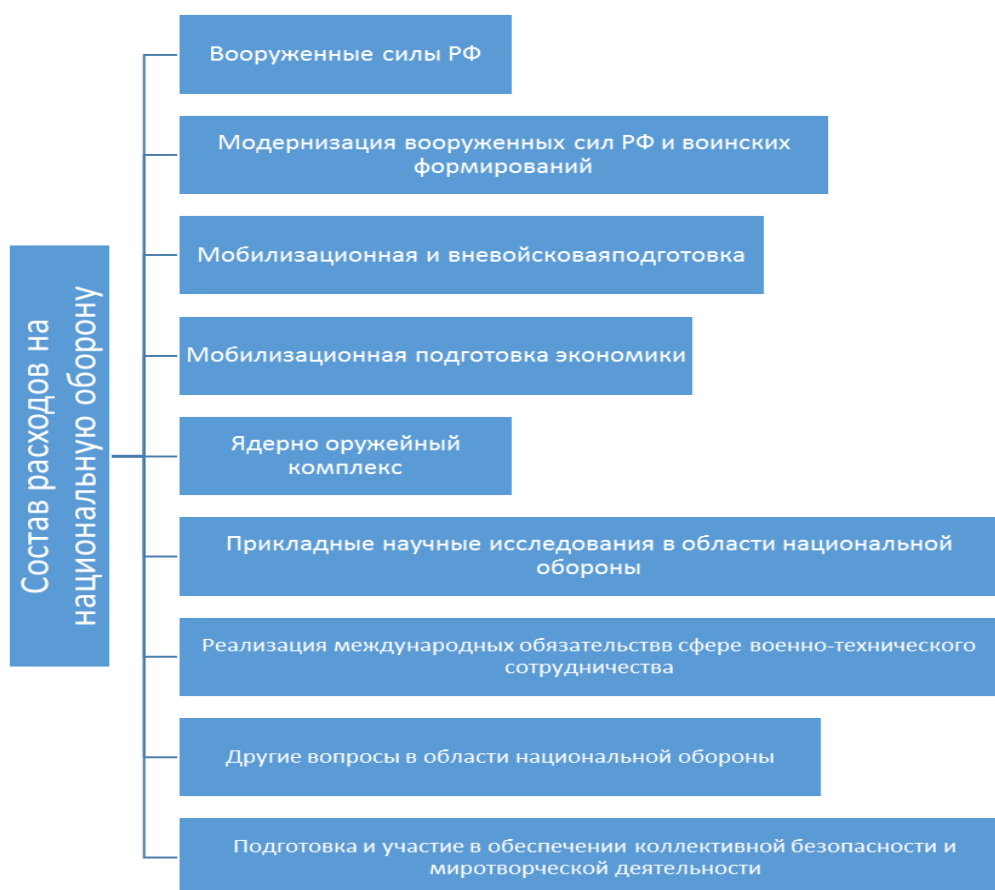 Состав расходов на
национальную оборону
Вооруженные силы РФ
Модернизация вооруженных сил РФ и воинских
формирований
Мобилизационная и вневойсковаяподготовка
Мобилизационная подготовка экономики
Ядерно оружейный
комплекс
Прикладные научные исследования в области национальной
обороны
Реализация международных обязательствв сфере военно-технического
сотрудничества
Другие вопросы в области национальной обороны
Подготовка и участие в обеспечении коллективной безопасности и
миротворческой деятельности